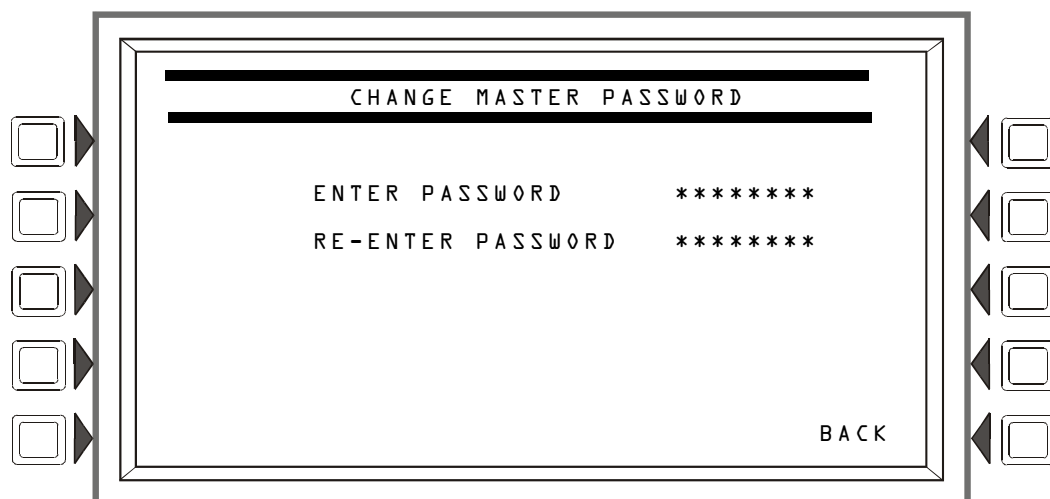 CHANGE MASTER PASSWORD
ENTER PASSWORD ********
RE-ENTER PASSWORD ********
BACK